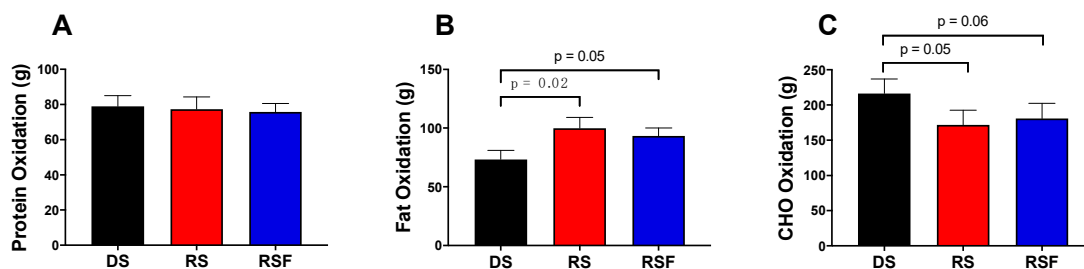 A
Protein Oxidation (g)
100
80
60
40
20
0
DS RS RSF
B
Fat Oxidation (g)
p = 0.05
p = 0.02
150
100
50
0
DS RS RSF
C
CHO Oxidation (g)
p = 0.06
p = 0.05
250
200
150
100
50
0
DS RS RSF